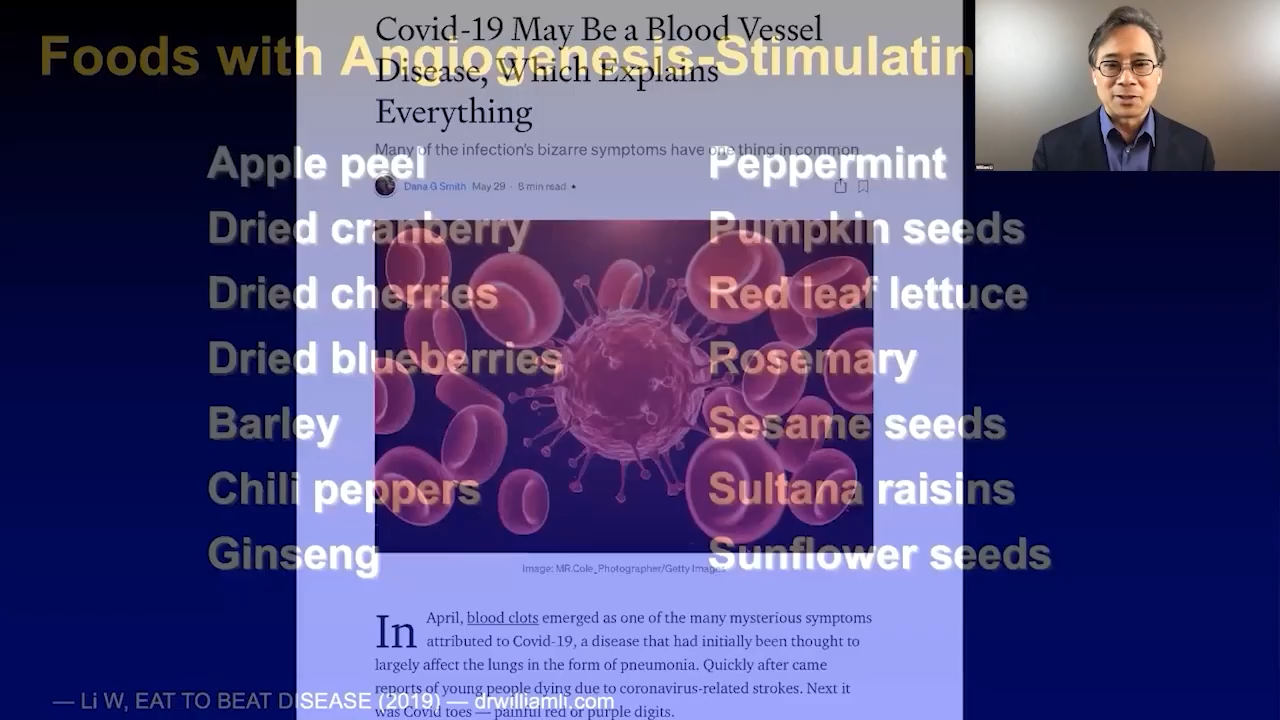 Foods with Angiogenesis-Stimulatin
Apple peel
Dried cranberry
Dried cherries
Dried blueberries
Barley
Chili peppers
Ginseng
Peppermint
Pumpkin seeds
Red leaf lettuce
Rosemary
Sesame seeds
Sultana raisins
Sunflower seeds
— Li W, EAT TO BEAT DISEASE (2019) — drwilliamli.com
Covid-19 May Be a Blood Vessel
Disease, Which Explains
Everything
Many of the infection's bizarre symptoms have one thing in common
Dana G Smith May 29 · 8 min read
Image: MR.Cole_Photographer/Getty Images
In April, blood clots emerged as one of the many mysterious symptoms
attributed to Covid-19, a disease that had initially been thought to
largely affect the lungs in the form of pneumonia. Quickly after came
reports of young people dying due to coronavirus-related strokes. Next it
was Covid toes — painful red or purple digits.